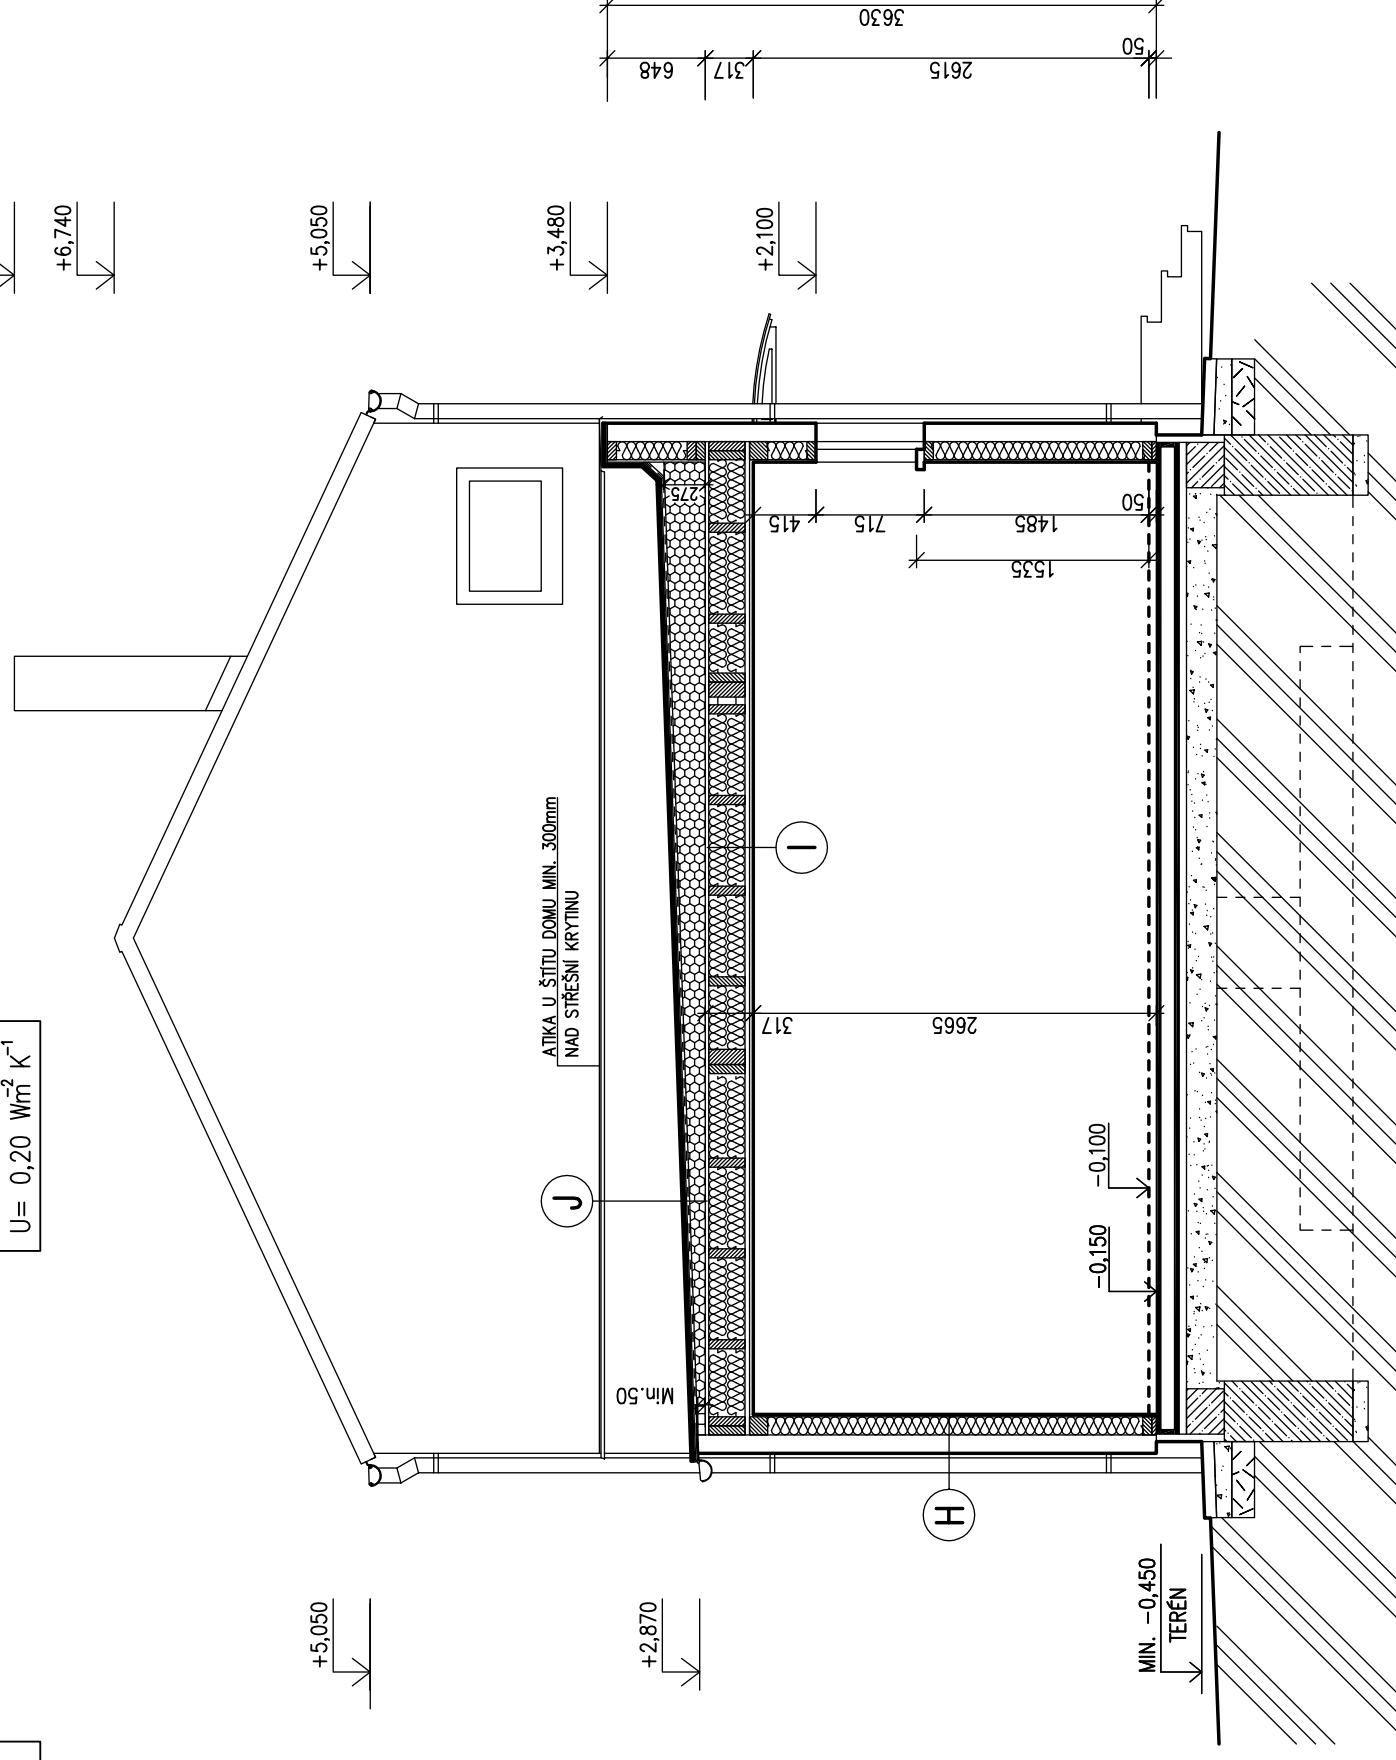 3630
648
317
2615
50
+6,740
+5,050
+3,480
+2,100
U= 0,20 Wm⁻² K⁻¹
ATIKA U ŠTÍTU DOMU MIN. 300mm
NAD STŘEŠNÍ KRYTINU
275
415
715
1485
50
1535
I
J
317
2665
-0,100
-0,150
Min.50
H
+5,050
+2,870
MIN. -0,450
TERÉN